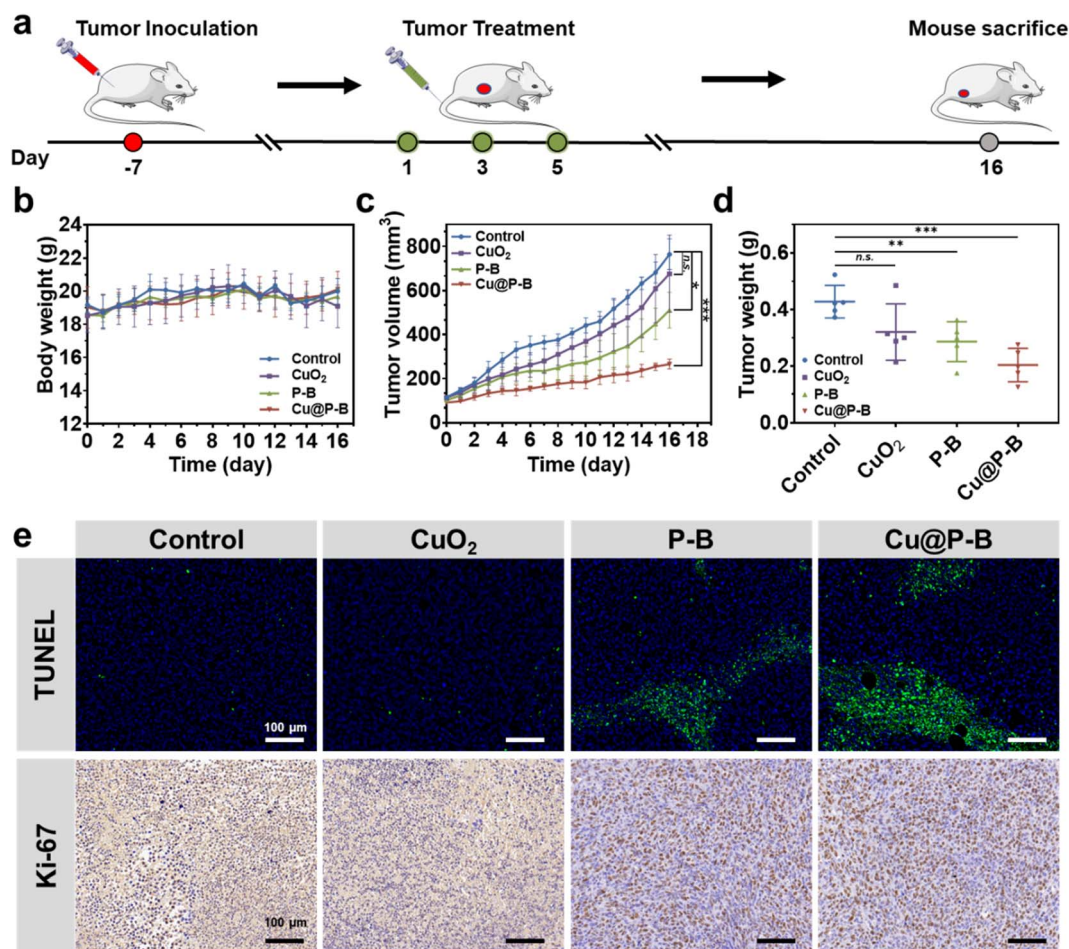 a
Tumor Inoculation
Tumor Treatment
Mouse sacrifice
Day
-7
1
3
5
16
b
Body weight (g)
24
22
20
18
16
14
12
Control
CuO₂
P-B
Cu@P-B
0 2 4 6 8 10 12 14 16
Time (day)
c
Tumor volume (mm³)
800
600
400
200
0
Control
CuO₂
P-B
Cu@P-B
n.s.
*
***
0 2 4 6 8 10 12 14 16 18
Time (day)
d
Tumor weight (g)
0.6
0.4
0.2
0.0
***
**
n.s.
Control
CuO₂
P-B
Cu@P-B
Control
CuO₂
P-B
Cu@P-B
e
Control
CuO₂
P-B
Cu@P-B
TUNEL
100 μm
Ki-67
100 μm